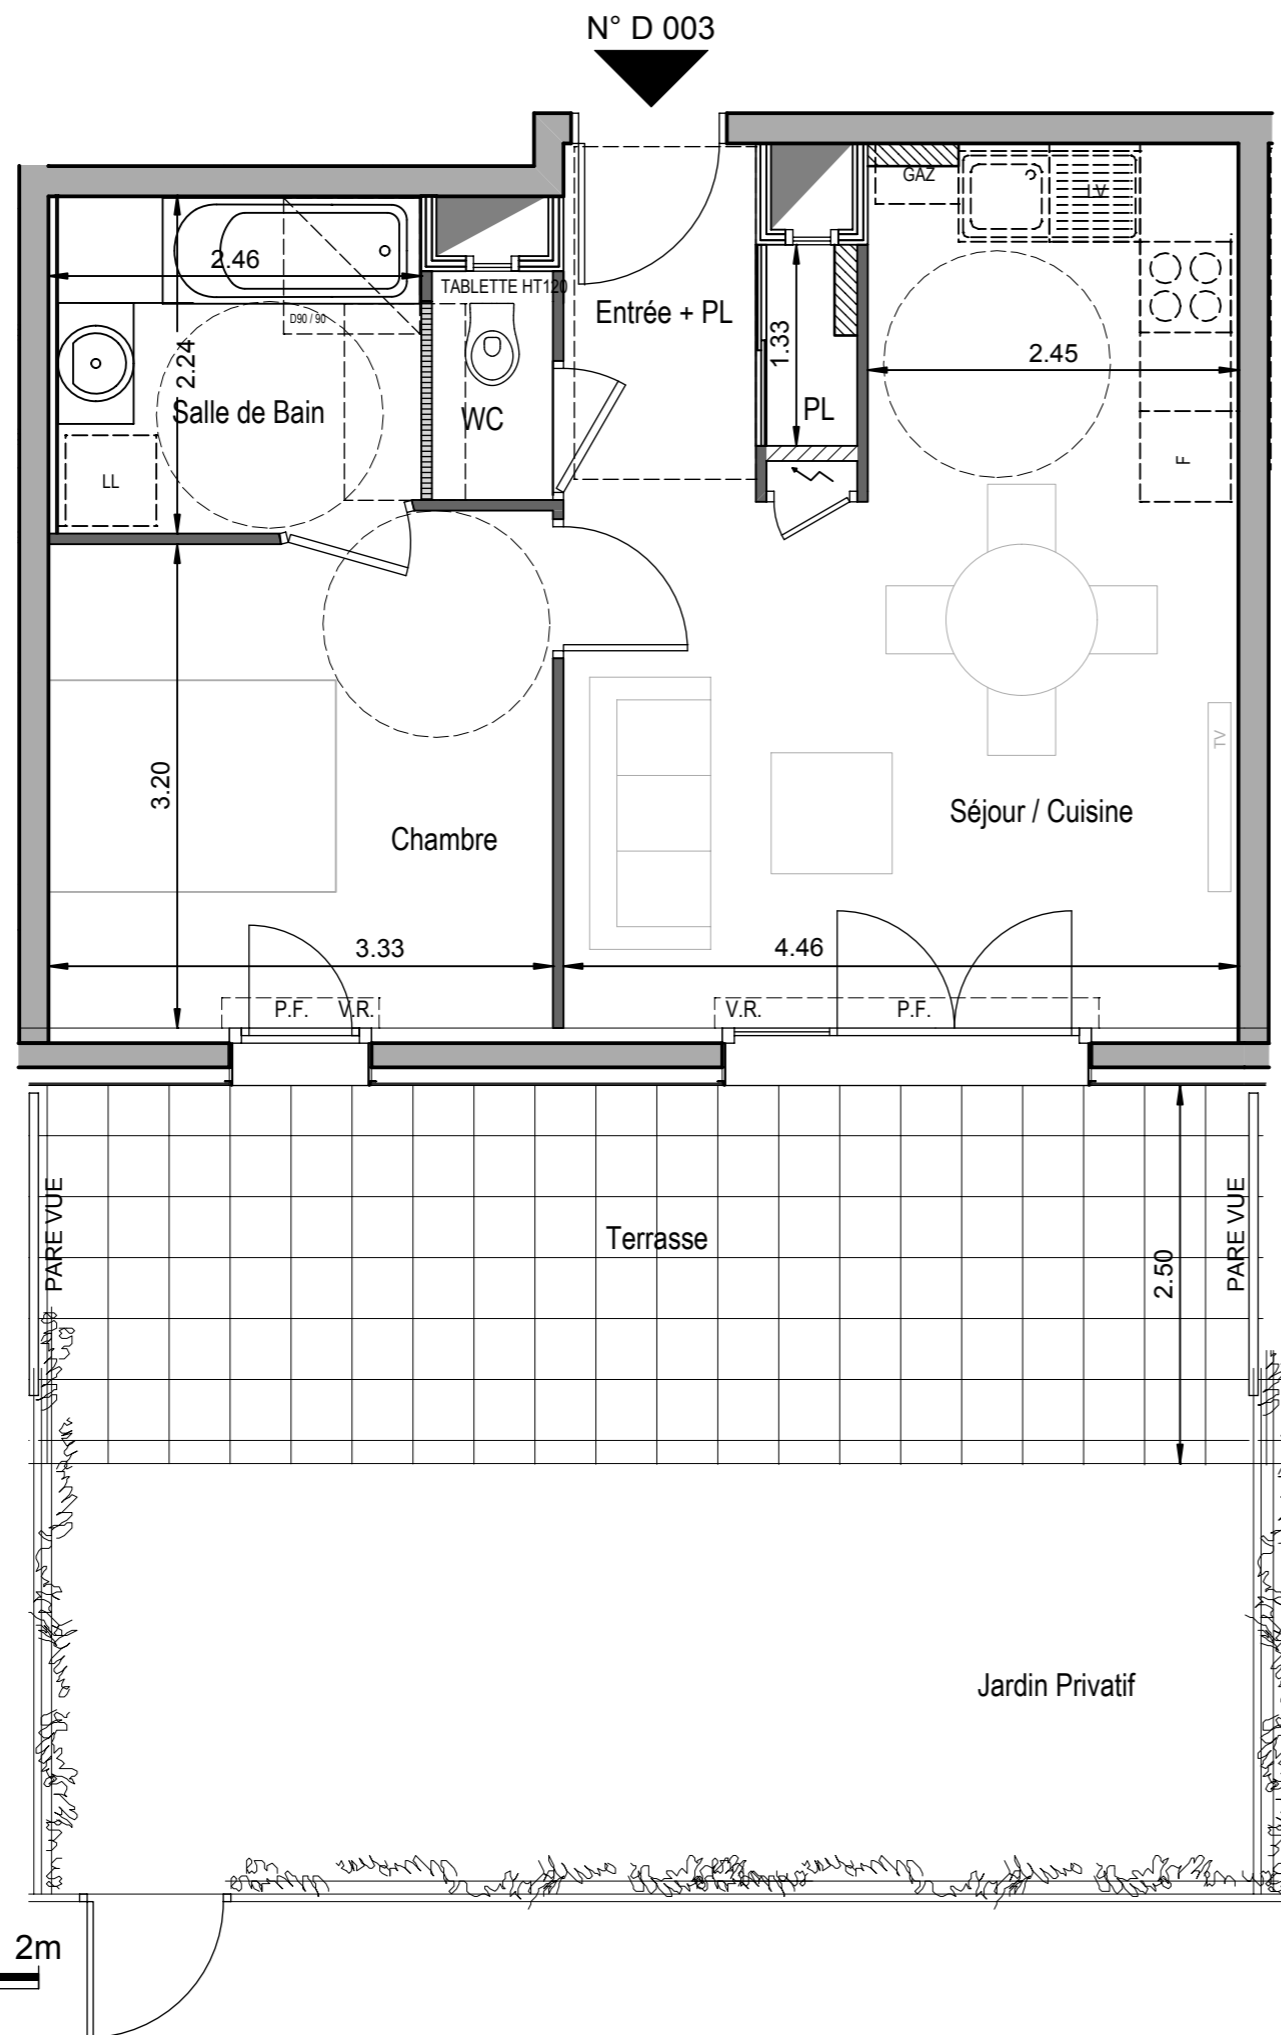 N° D 003
GAZ
LV
2.46
TABLETTE HT120
D90 / 90
Entrée + PL
1.33
2.45
2.24
Salle de Bain
WC
PL
LL
F
TV
3.20
Chambre
Séjour / Cuisine
3.33
4.46
P.F.
V.R.
V.R.
P.F.
PARE VUE
Terrasse
2.50
PARE VUE
Jardin Privatif
2m